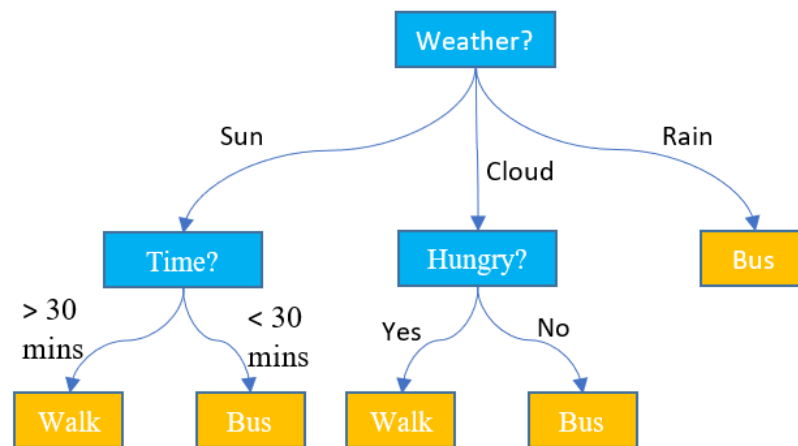 Weather?
Sun
Cloud
Rain
Time?
Hungry?
Bus
> 30
mins
< 30
mins
Yes
No
Walk
Bus
Walk
Bus